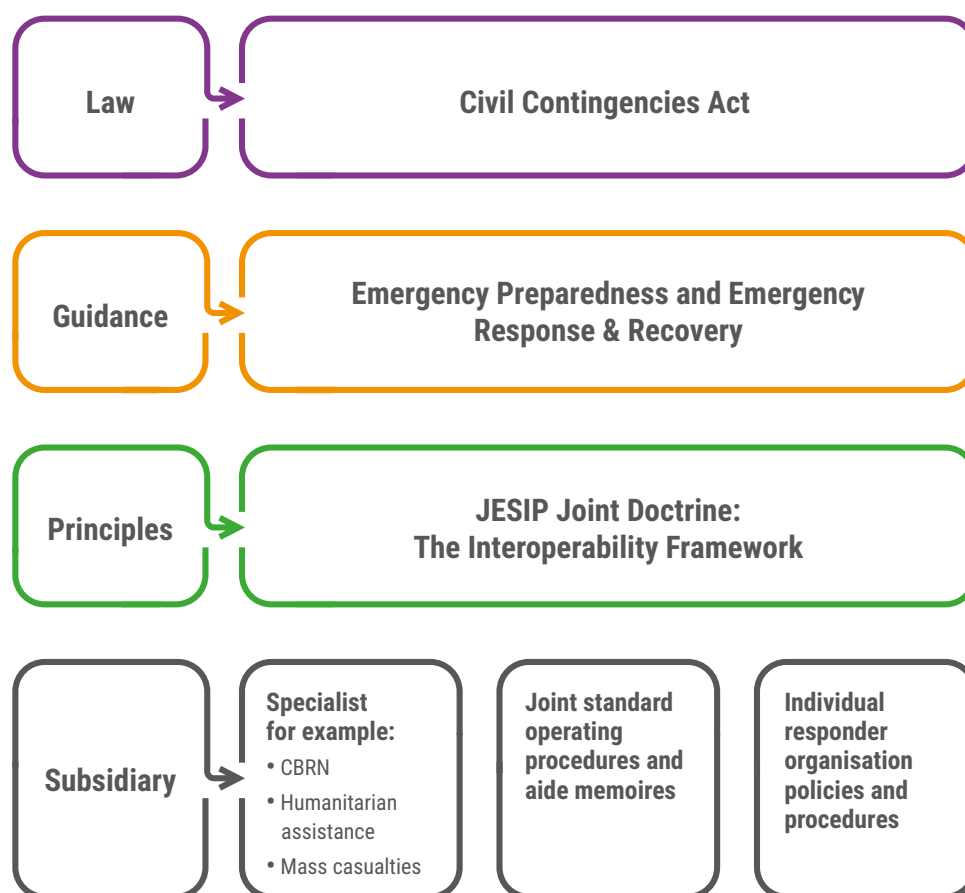 Law
Civil Contingencies Act
Guidance
Emergency Preparedness and Emergency
Response & Recovery
Principles
JESIP Joint Doctrine:
The Interoperability Framework
Subsidiary
Specialist
for example:
• CBRN
• Humanitarian
assistance
• Mass casualties
Joint standard
operating
procedures and
aide memoires
Individual
responder
organisation
policies and
procedures